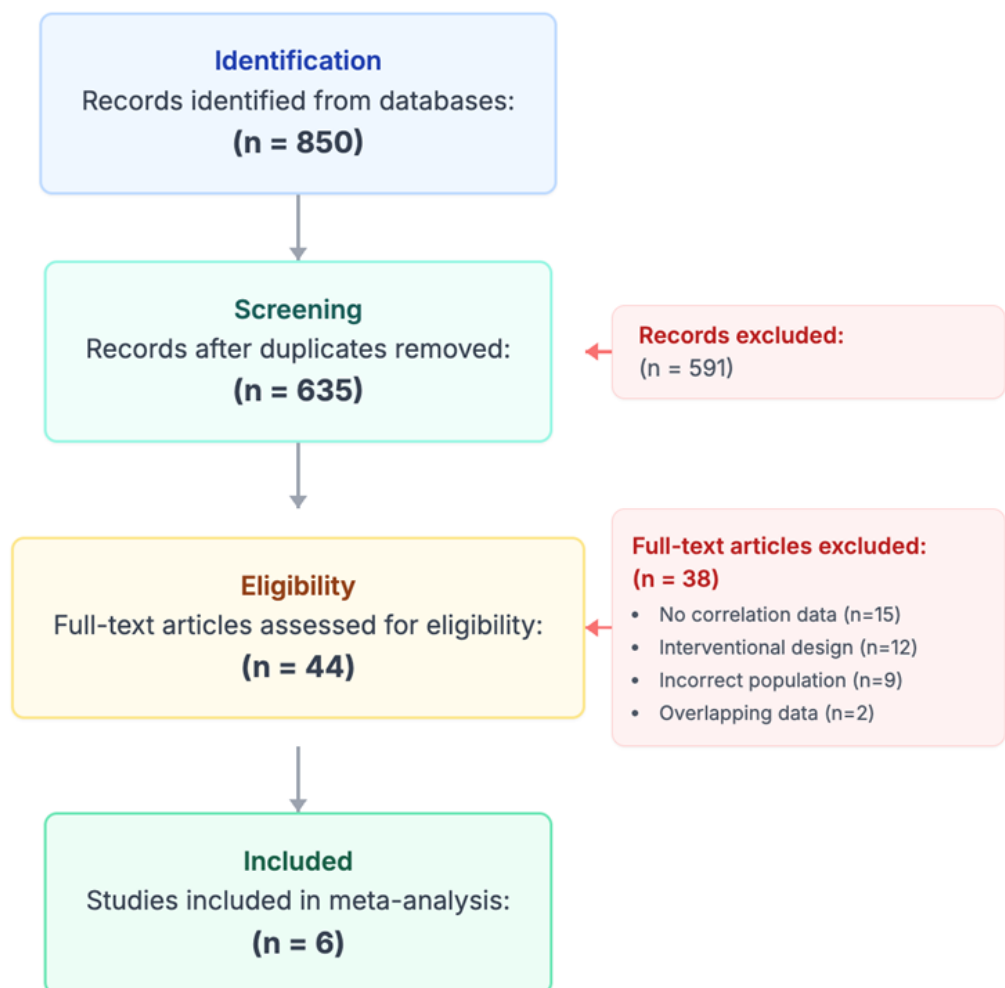 Identification
Records identified from databases:
(n = 850)
Screening
Records after duplicates removed:
(n = 635)
Records excluded:
(n = 591)
Eligibility
Full-text articles assessed for eligibility:
(n = 44)
Full-text articles excluded:
(n = 38)
• No correlation data (n=15)
• Interventional design (n=12)
• Incorrect population (n=9)
• Overlapping data (n=2)
Included
Studies included in meta-analysis:
(n = 6)